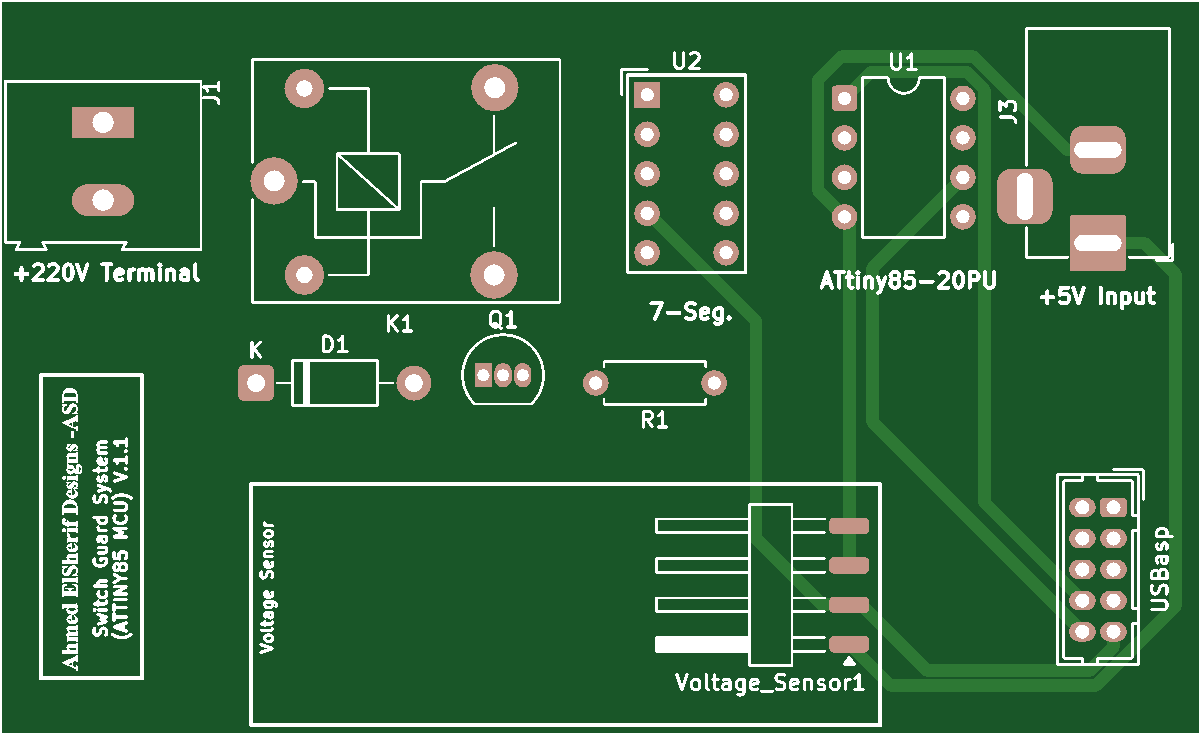 J1
+220V Terminal
K1
U2
7-Seg.
U1
ATtiny85-20PU
J3
+5V Input
K
D1
Q1
R1
Ahmed ElSherif Designs -ASD
Switch Guard System
(ATTINY85 MCU) V.1.1
Voltage Sensor
Voltage_Sensor1
USBasp